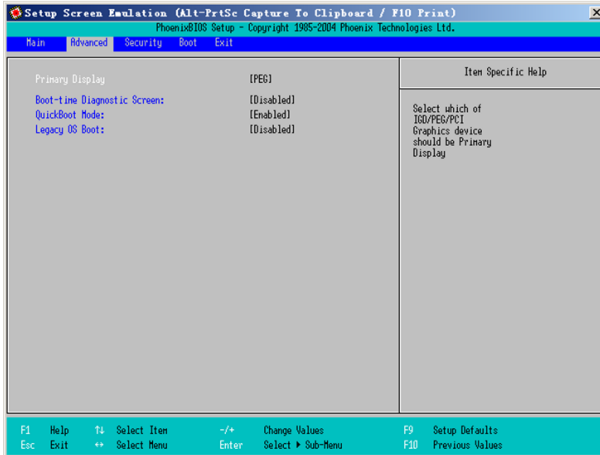 Setup Screen Emulation (Alt-PrtSc Capture To Clipboard / F10 Print)
PhoenixBIOS Setup - Copyright 1985-2004 Phoenix Technologies Ltd.
Main Advanced Security Boot Exit
Item Specific Help
Primary Display [PEG]
Boot-time Diagnostic Screen: [Disabled]
QuickBoot Mode: [Enabled]
Legacy OS Boot: [Disabled]
Select which of
IGD/PEG/PCI
Graphics device
should be Primary
Display
F1 Help ↑↓ Select Item -/+ Change Values F9 Setup Defaults
Esc Exit ↔ Select Menu Enter Select ▶ Sub-Menu F10 Previous Values